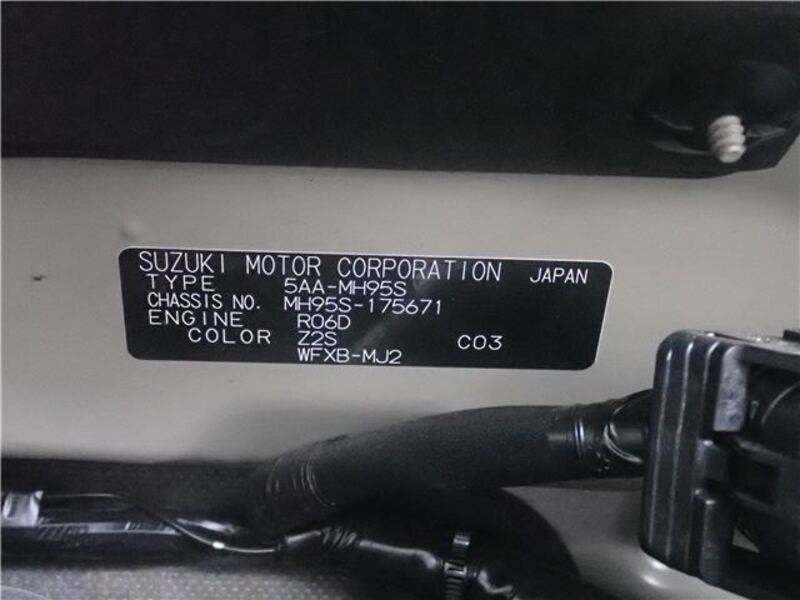 SUZUKI MOTOR CORPORATION JAPAN
TYPE 5AA-MH95S
CHASSIS NO. MH95S-175671
ENGINE R06D
COLOR Z2S C03
WFXB-MJ2